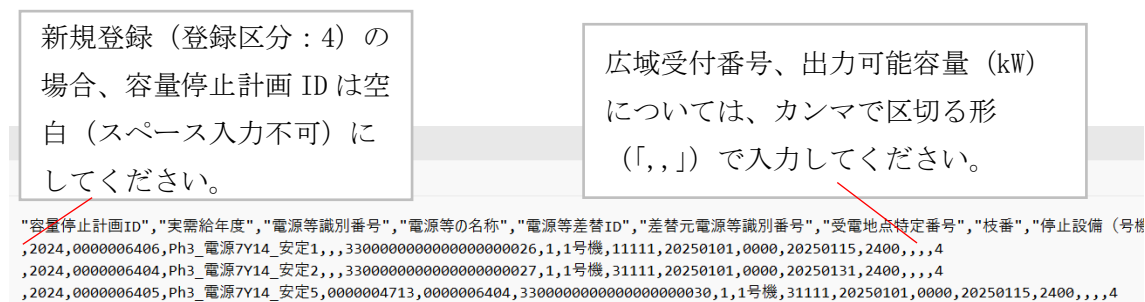 新規登録（登録区分：4）の
場合、容量停止計画 ID は空
白（スペース入力不可）に
してください。
広域受付番号、出力可能容量（kW）
については、カンマで区切る形
（「,,」）で入力してください。
"容量停止計画ID","実需給年度","電源等識別番号","電源等の名称","電源等差替ID","差替元電源等識別番号","受電地点特定番号","枝番","停止設備（号機
,2024,0000006406,Ph3_電源7Y14_安定1,,,3300000000000000000026,1,1号機,11111,20250101,0000,20250115,2400,,,,4
,2024,0000006404,Ph3_電源7Y14_安定2,,,3300000000000000000027,1,1号機,31111,20250101,0000,20250131,2400,,,,4
,2024,0000006405,Ph3_電源7Y14_安定5,0000004713,0000006404,3300000000000000000030,1,1号機,31111,20250101,0000,20250115,2400,,,,4